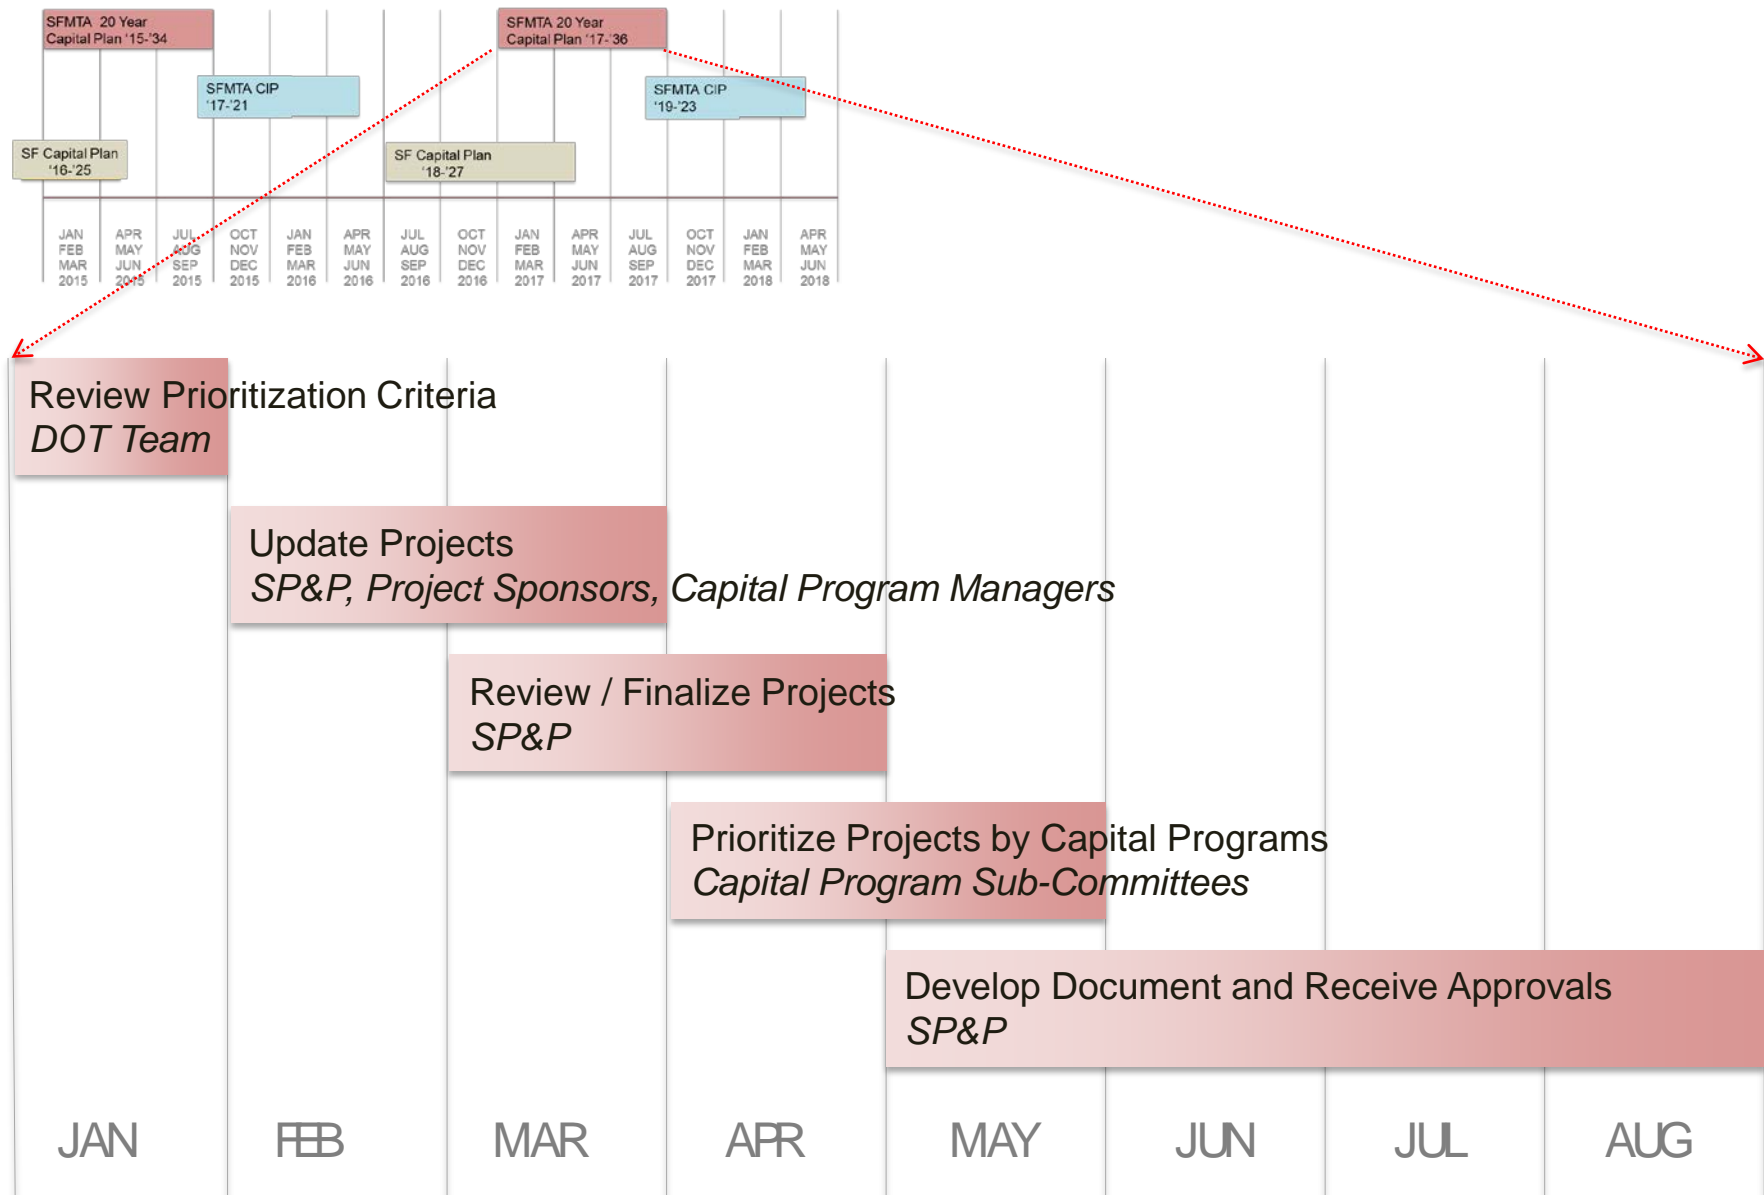 SFMTA 20 Year
Capital Plan '15-'34
SFMTA 20 Year
Capital Plan '17-'36
SFMTA CIP
'17-'21
SFMTA CIP
'19-'23
SF Capital Plan
'16-'25
SF Capital Plan
'18-'27
JAN APR JUL OCT JAN APR JUL OCT JAN APR JUL OCT JAN APR
FEB MAY AUG NOV FEB MAY AUG NOV FEB MAY AUG NOV FEB MAY
MAR JUN SEP DEC MAR JUN SEP DEC MAR JUN SEP DEC MAR JUN
2015 2015 2015 2015 2016 2016 2016 2016 2017 2017 2017 2017 2018 2018
Review Prioritization Criteria
DOT Team
Update Projects
SP&P, Project Sponsors, Capital Program Managers
Review / Finalize Projects
SP&P
Prioritize Projects by Capital Programs
Capital Program Sub-Committees
Develop Document and Receive Approvals
SP&P
JAN FEB MAR APR MAY JUN JUL AUG